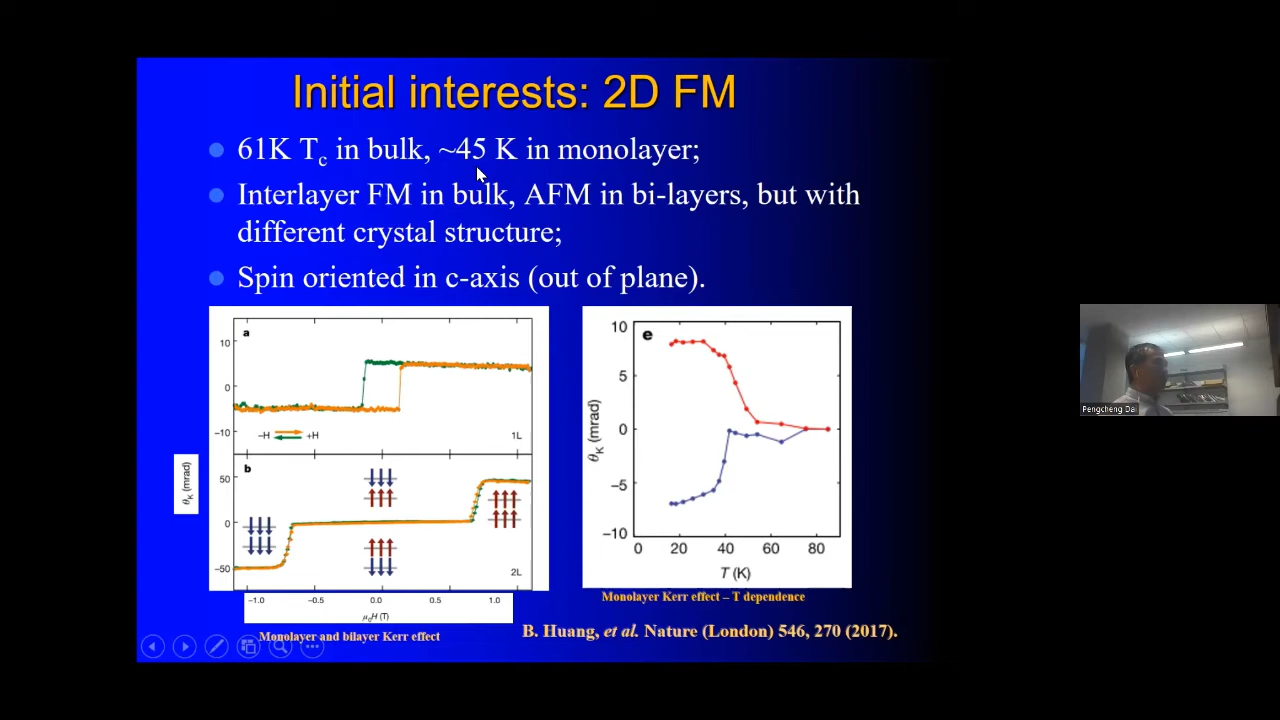 Initial interests: 2D FM
61K Tc in bulk, ~45 K in monolayer;
Interlayer FM in bulk, AFM in bi-layers, but with
different crystal structure;
Spin oriented in c-axis (out of plane).
a
10
0
−10
−H
+H
1L
b
50
0
−50
2L
θK (mrad)
−1.0
−0.5
0.0
0.5
1.0
μ0H (T)
Monolayer and bilayer Kerr effect
e
10
5
0
−5
−10
θK (mrad)
0
20
40
60
80
T (K)
Monolayer Kerr effect – T dependence
B. Huang, et al. Nature (London) 546, 270 (2017).
Pengcheng Dai